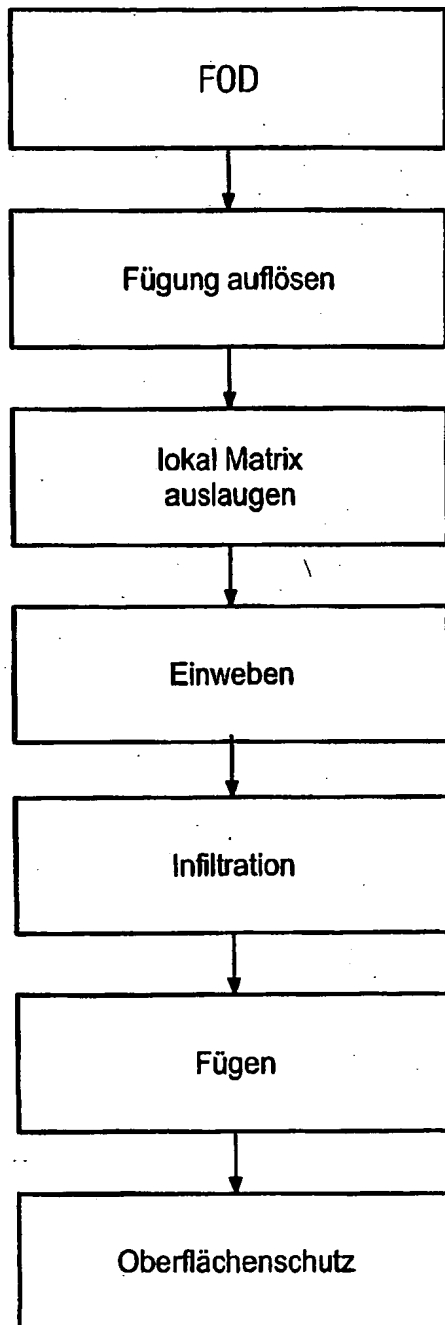 FOD
Fügung auflösen
lokal Matrix
auslaugen
Einweben
Infiltration
Fügen
Oberflächenschutz